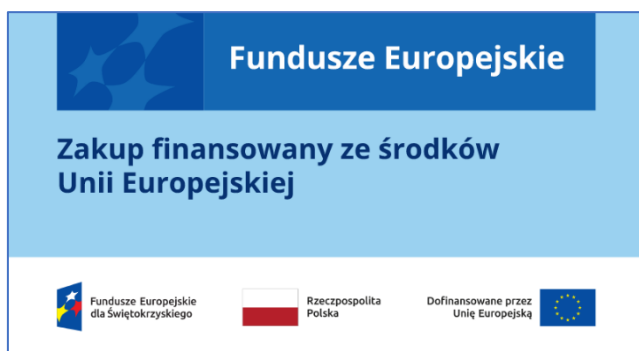 Fundusze Europejskie
Zakup finansowany ze środków
Unii Europejskiej
Fundusze Europejskie
dla Świętokrzyskiego
Rzeczpospolita
Polska
Dofinansowane przez
Unię Europejską